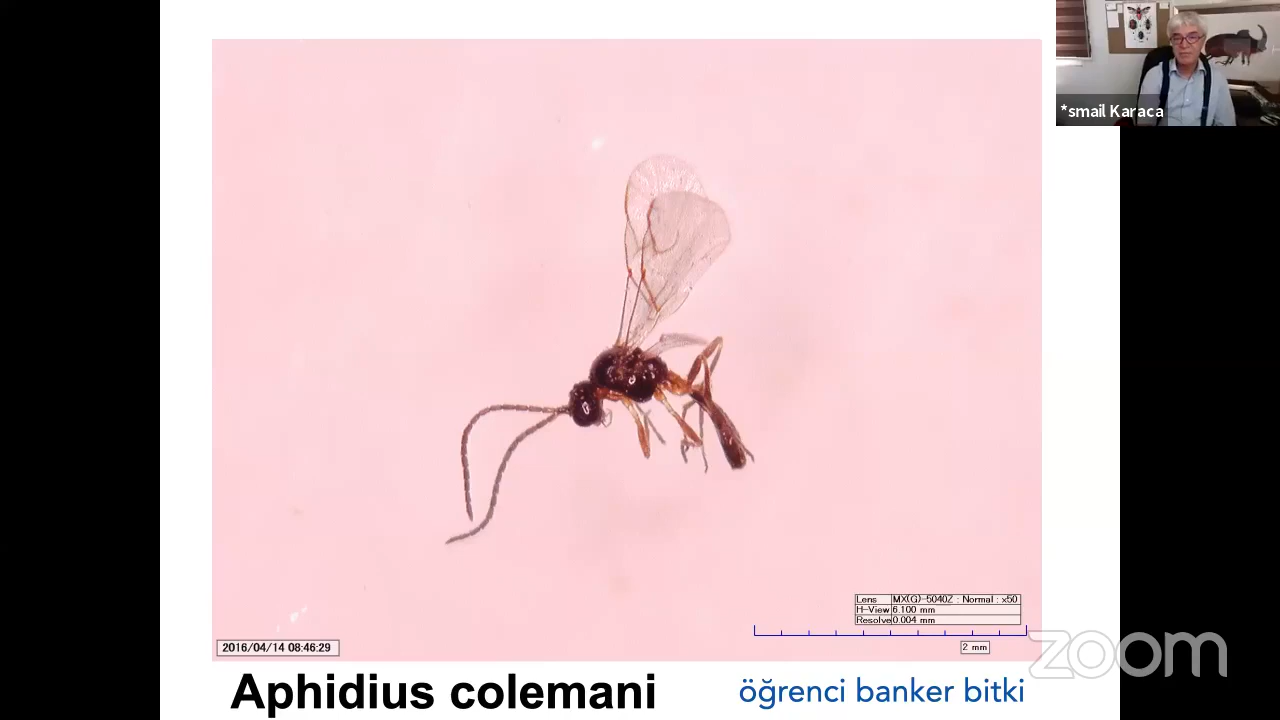 *smail Karaca
Lens MX(G)-5040Z : Normal : x50
H-View 6.100 mm
Resolve 0.004 mm
2 mm
2016/04/14 08:46:29
zoom
Aphidius colemani
öğrenci banker bitki